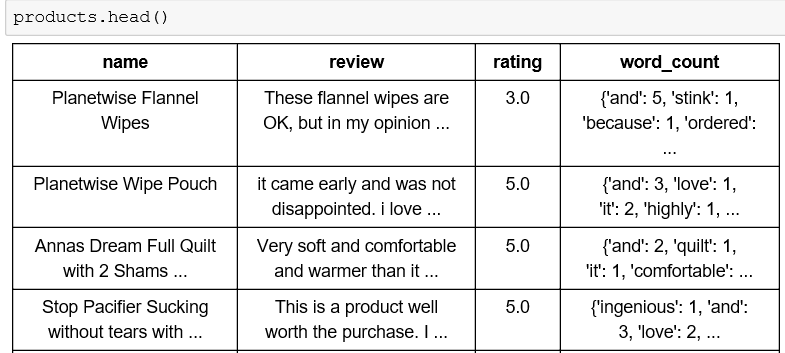 products.head()
name review rating word_count
Planetwise Flannel These flannel wipes are 3.0 {'and': 5, 'stink': 1,
Wipes OK, but in my opinion ... 'because': 1, 'ordered':
...
Planetwise Wipe Pouch it came early and was not 5.0 {'and': 3, 'love': 1,
disappointed. i love ... 'it': 2, 'highly': 1, ...
Annas Dream Full Quilt Very soft and comfortable 5.0 {'and': 2, 'quilt': 1,
with 2 Shams ... and warmer than it ... 'it': 1, 'comfortable': ...
Stop Pacifier Sucking This is a product well 5.0 {'ingenious': 1, 'and':
without tears with ... worth the purchase. I ... 3, 'love': 2, ...